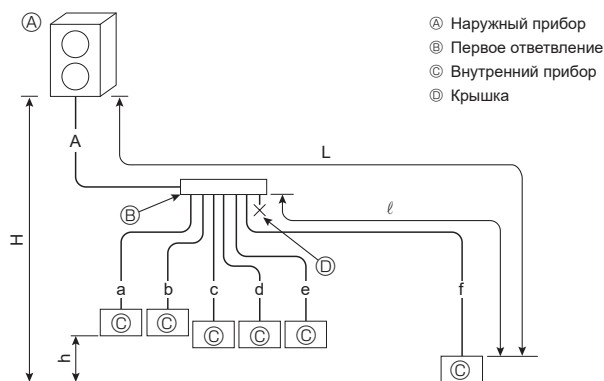 Ⓐ
Ⓐ Наружный прибор
Ⓑ Первое ответвление
Ⓒ Внутренний прибор
Ⓓ Крышка
A
L
H
Ⓑ
ℓ
Ⓓ
a b c d e f
Ⓒ Ⓒ Ⓒ Ⓒ Ⓒ
h
Ⓒ